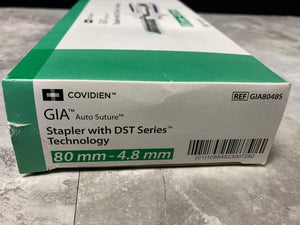 COVIDIEN™
REF GIA8048S
GIA™ Auto Suture™
Stapler with DST Series™
Technology
80 mm - 4.8 mm